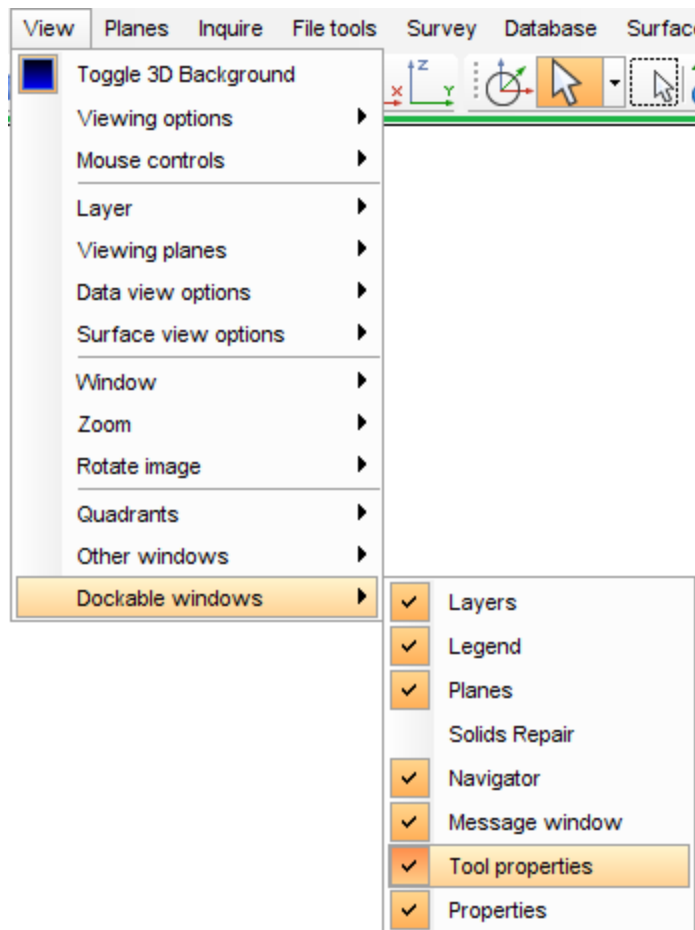 View Planes Inquire File tools Survey Database Surfac
Toggle 3D Background
Viewing options
Mouse controls
Layer
Viewing planes
Data view options
Surface view options
Window
Zoom
Rotate image
Quadrants
Other windows
Dockable windows
Layers
Legend
Planes
Solids Repair
Navigator
Message window
Tool properties
Properties
X Z Y